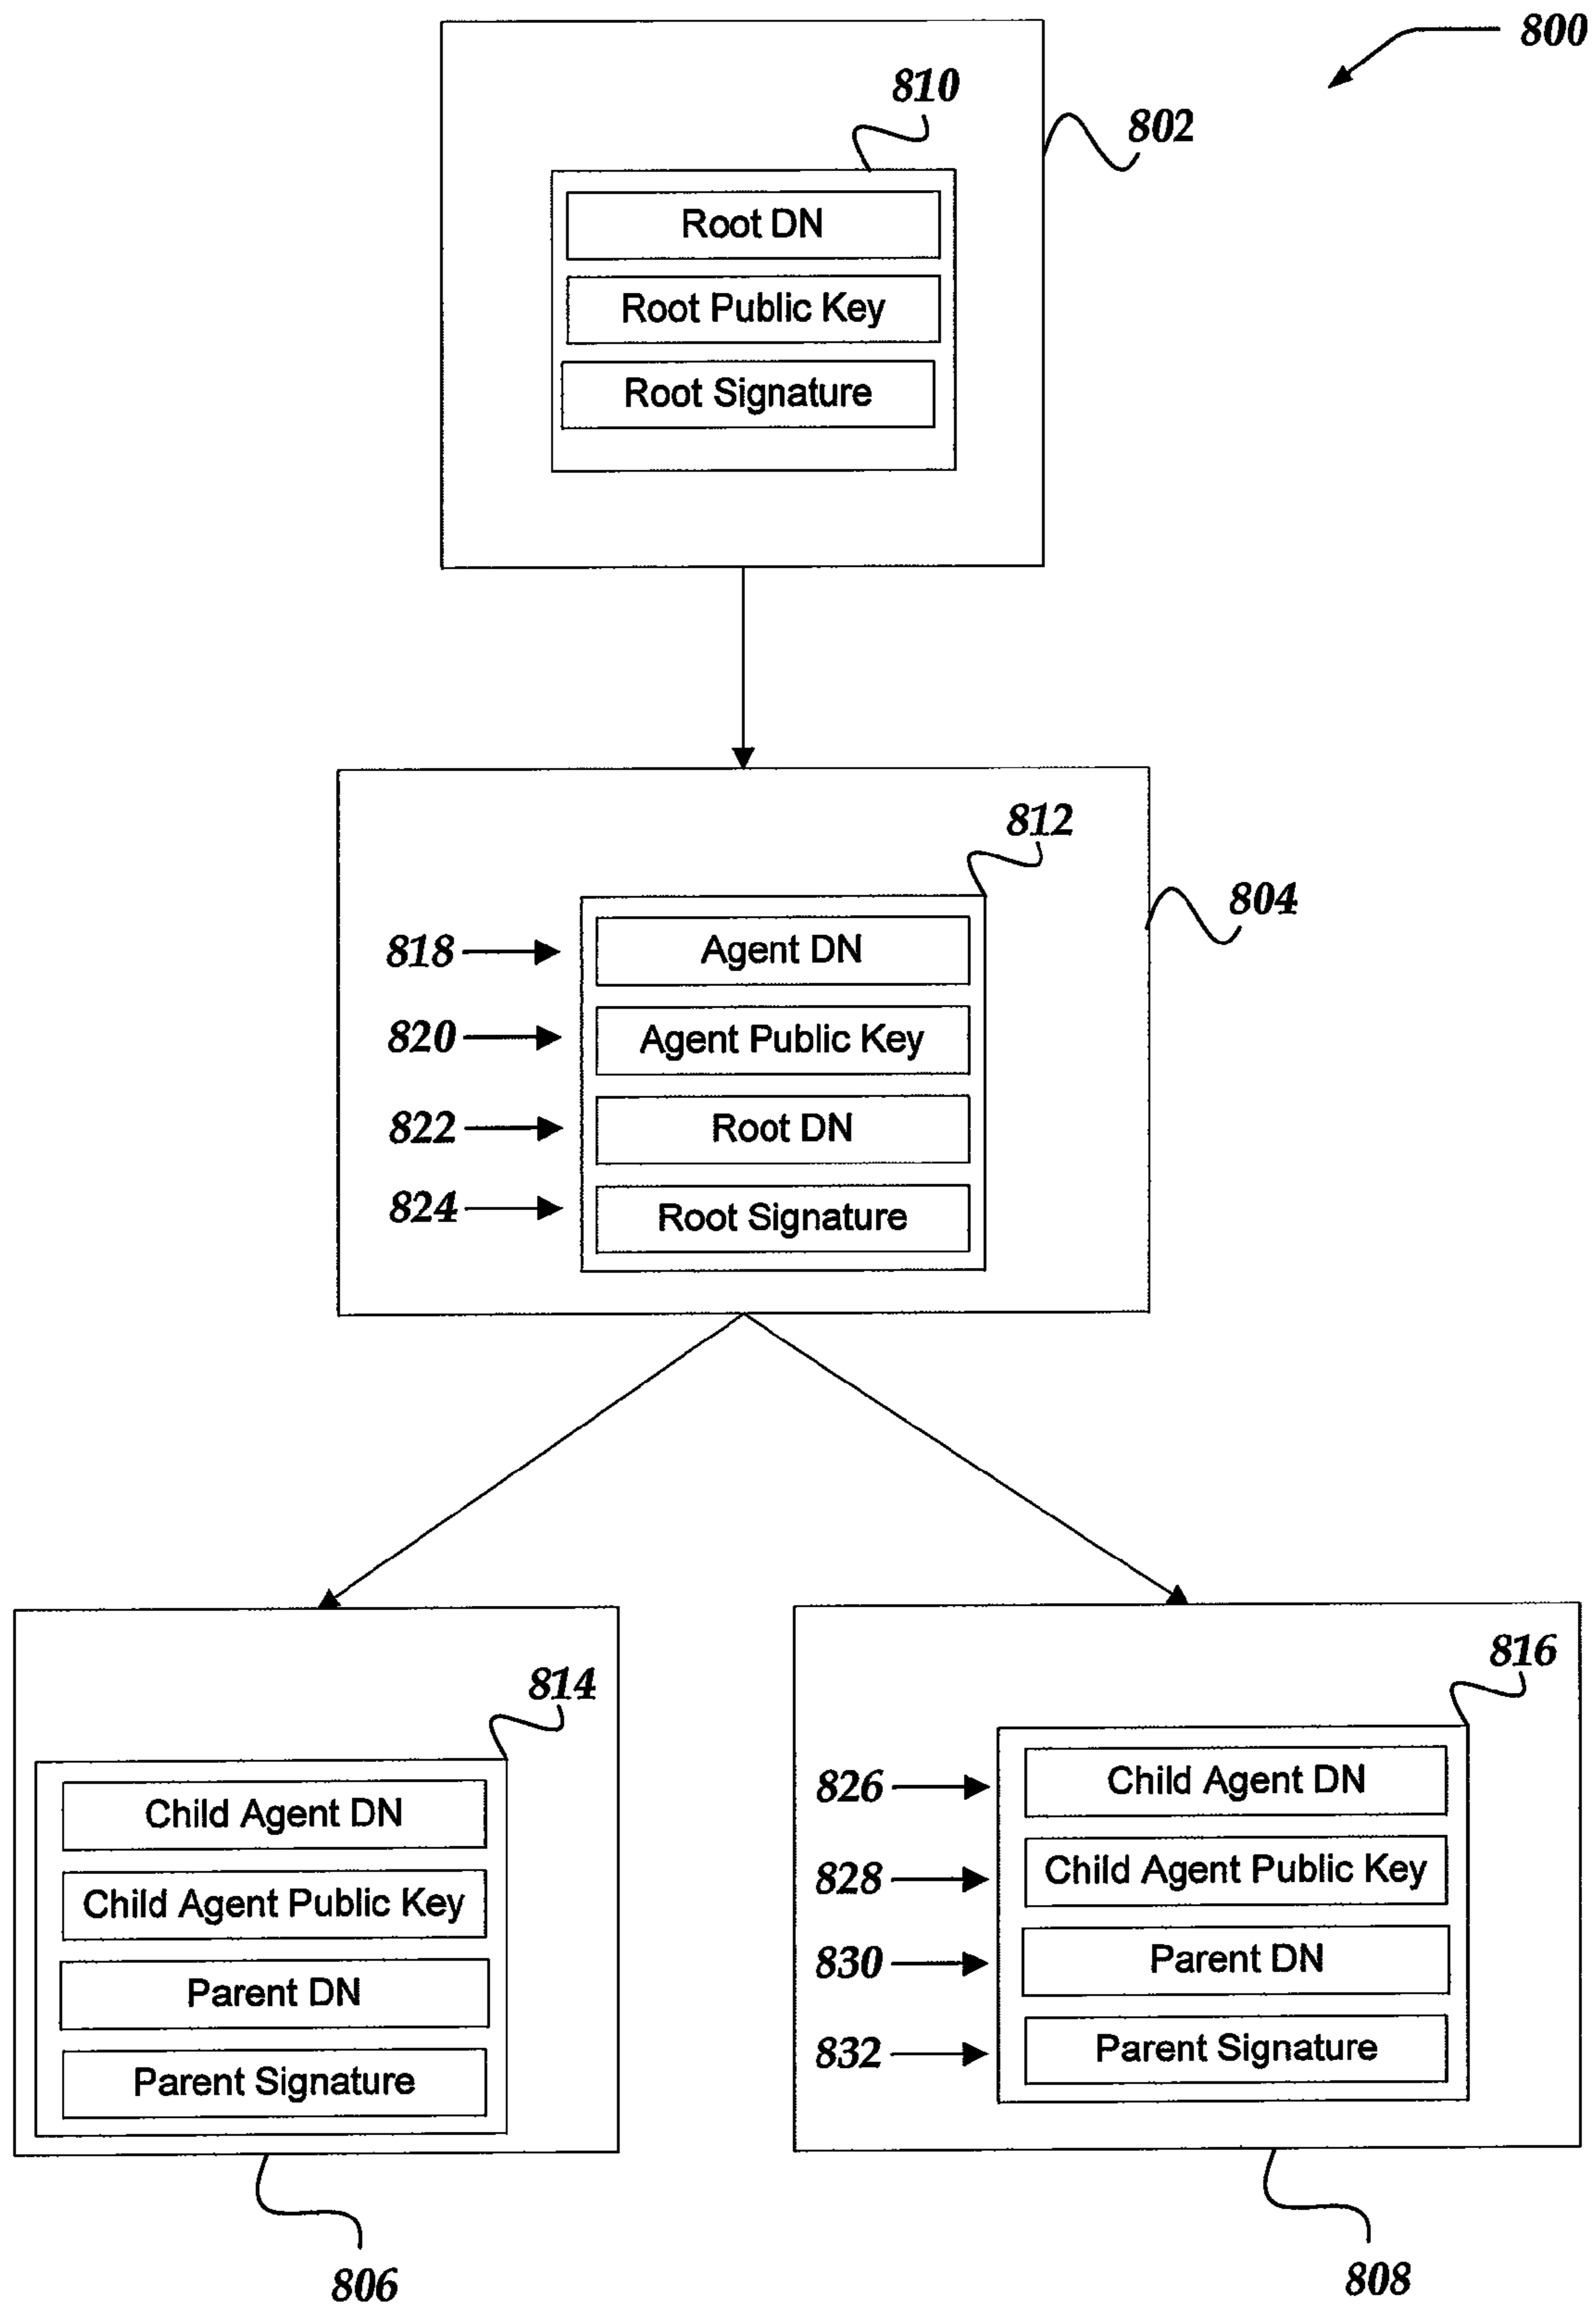 800
810
802
Root DN
Root Public Key
Root Signature
812
804
818
Agent DN
820
Agent Public Key
822
Root DN
824
Root Signature
814
Child Agent DN
Child Agent Public Key
Parent DN
Parent Signature
806
816
826
Child Agent DN
828
Child Agent Public Key
830
Parent DN
832
Parent Signature
808